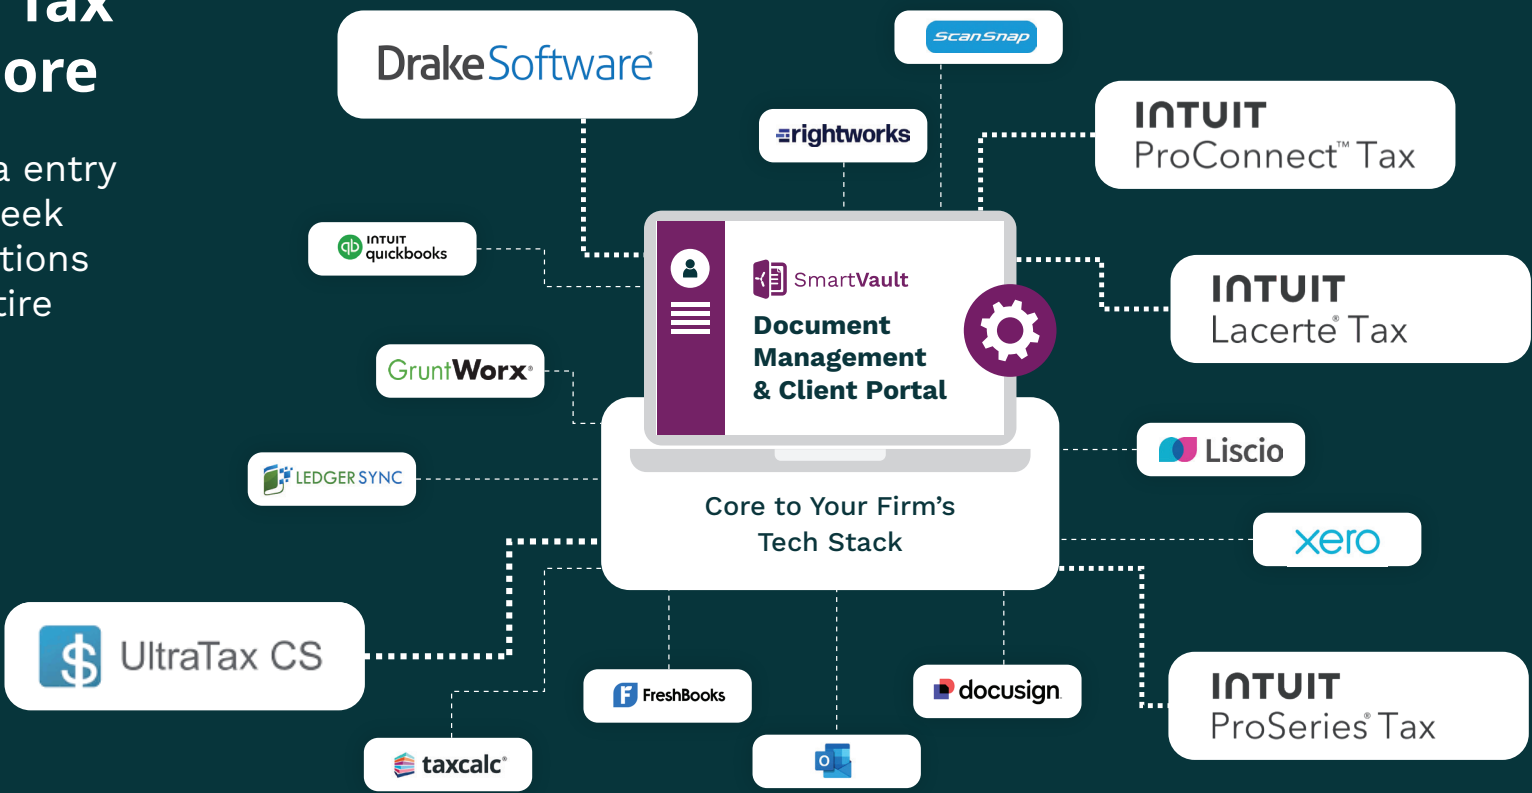 Tax
ore
a entry
eek
tions
tire
DrakeSoftware
ScanSnap
rightworks
INTUIT
ProConnect™ Tax
INTUIT
quickbooks
qb
SmartVault
Document
Management
& Client Portal
INTUIT
Lacerte® Tax
GruntWorx®
Liscio
LEDGER SYNC
Core to Your Firm’s
Tech Stack
xero
$ UltraTax CS
F FreshBooks
docusign
INTUIT
ProSeries® Tax
taxcalc®
O